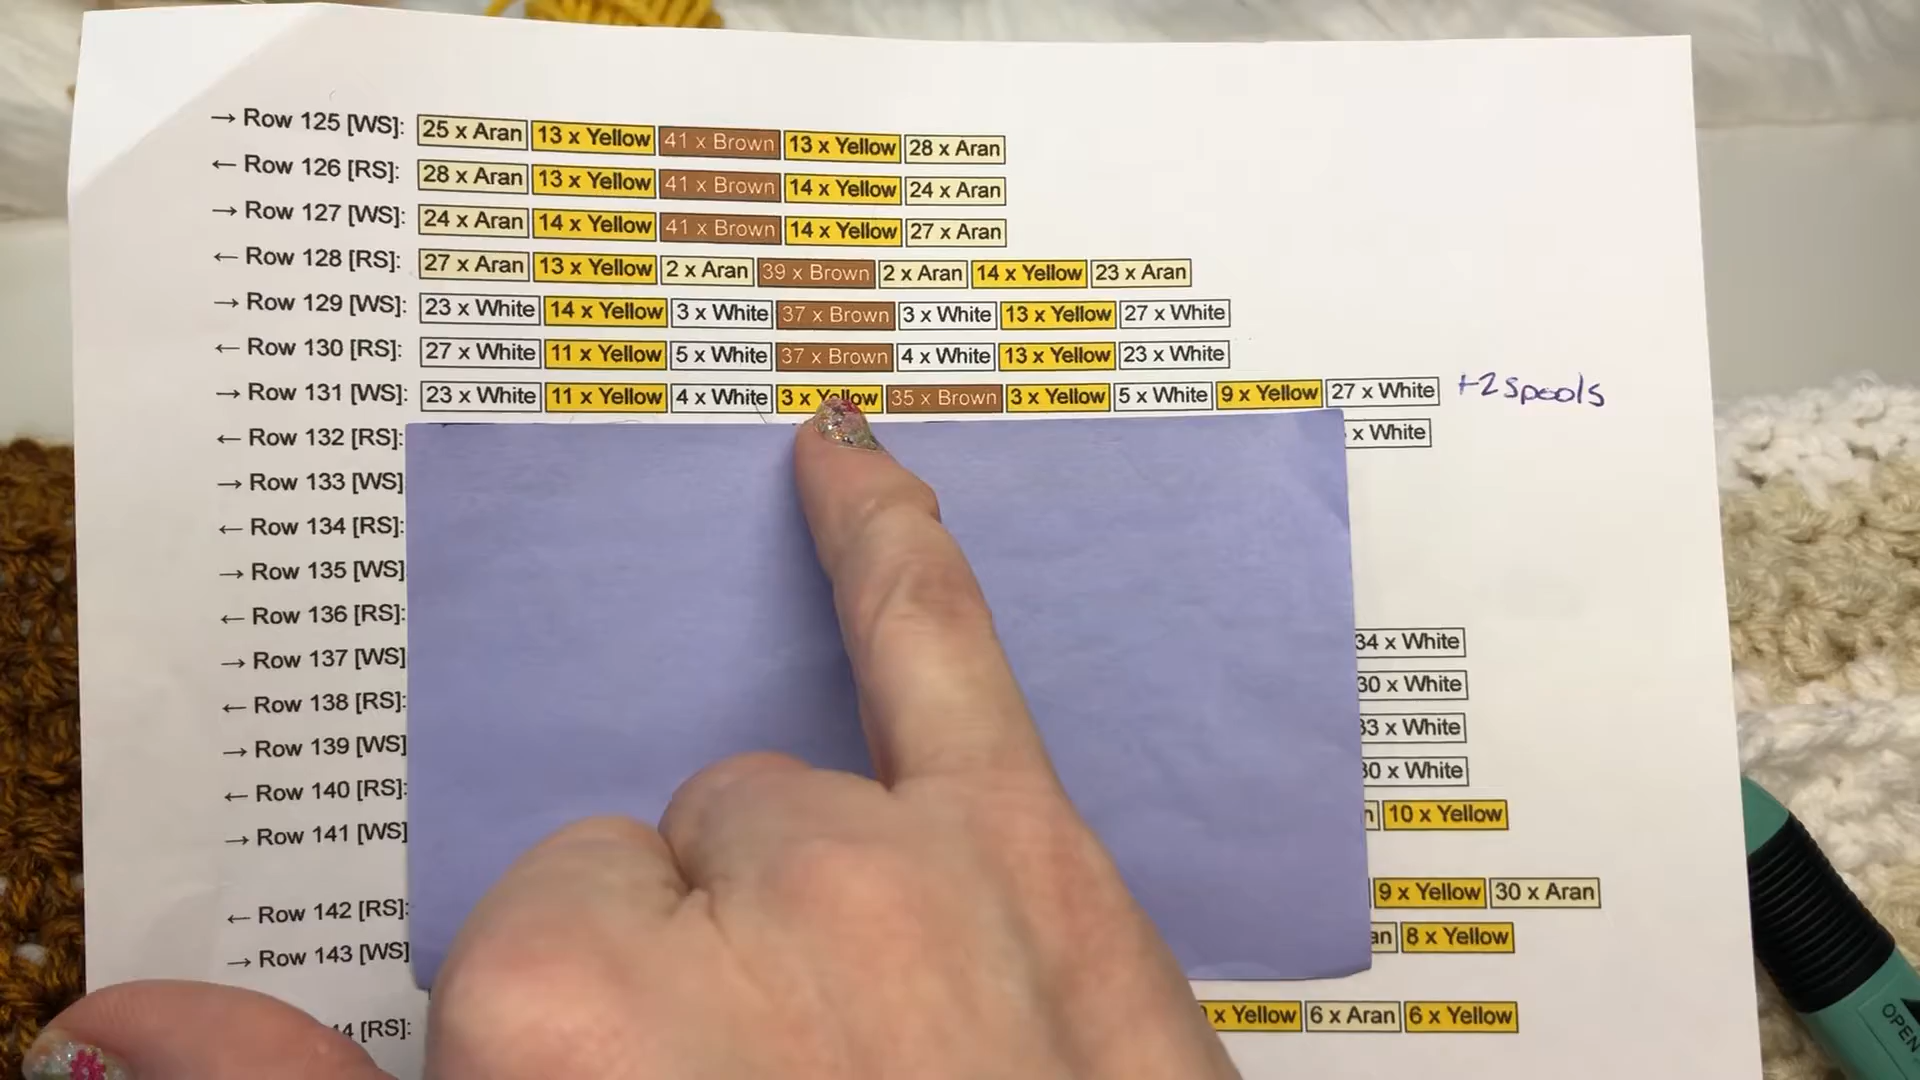 → Row 125 [WS]: 25 x Aran 13 x Yellow 41 x Brown 13 x Yellow 28 x Aran
← Row 126 [RS]: 28 x Aran 13 x Yellow 41 x Brown 14 x Yellow 24 x Aran
→ Row 127 [WS]: 24 x Aran 14 x Yellow 41 x Brown 14 x Yellow 27 x Aran
← Row 128 [RS]: 27 x Aran 13 x Yellow 2 x Aran 39 x Brown 2 x Aran 14 x Yellow 23 x Aran
→ Row 129 [WS]: 23 x White 14 x Yellow 3 x White 37 x Brown 3 x White 13 x Yellow 27 x White
← Row 130 [RS]: 27 x White 11 x Yellow 5 x White 37 x Brown 4 x White 13 x Yellow 23 x White
→ Row 131 [WS]: 23 x White 11 x Yellow 4 x White 3 x Yellow 35 x Brown 3 x Yellow 5 x White 9 x Yellow 27 x White +2 spools
← Row 132 [RS]: x White
→ Row 133 [WS]
← Row 134 [RS]:
→ Row 135 [WS]
← Row 136 [RS]:
→ Row 137 [WS] 34 x White
← Row 138 [RS]: 30 x White
→ Row 139 [WS] 33 x White
← Row 140 [RS]: 30 x White
→ Row 141 [WS] 10 x Yellow
← Row 142 [RS]: 9 x Yellow 30 x Aran
→ Row 143 [WS] 8 x Yellow
[RS]: x Yellow 6 x Aran 6 x Yellow
OPEN